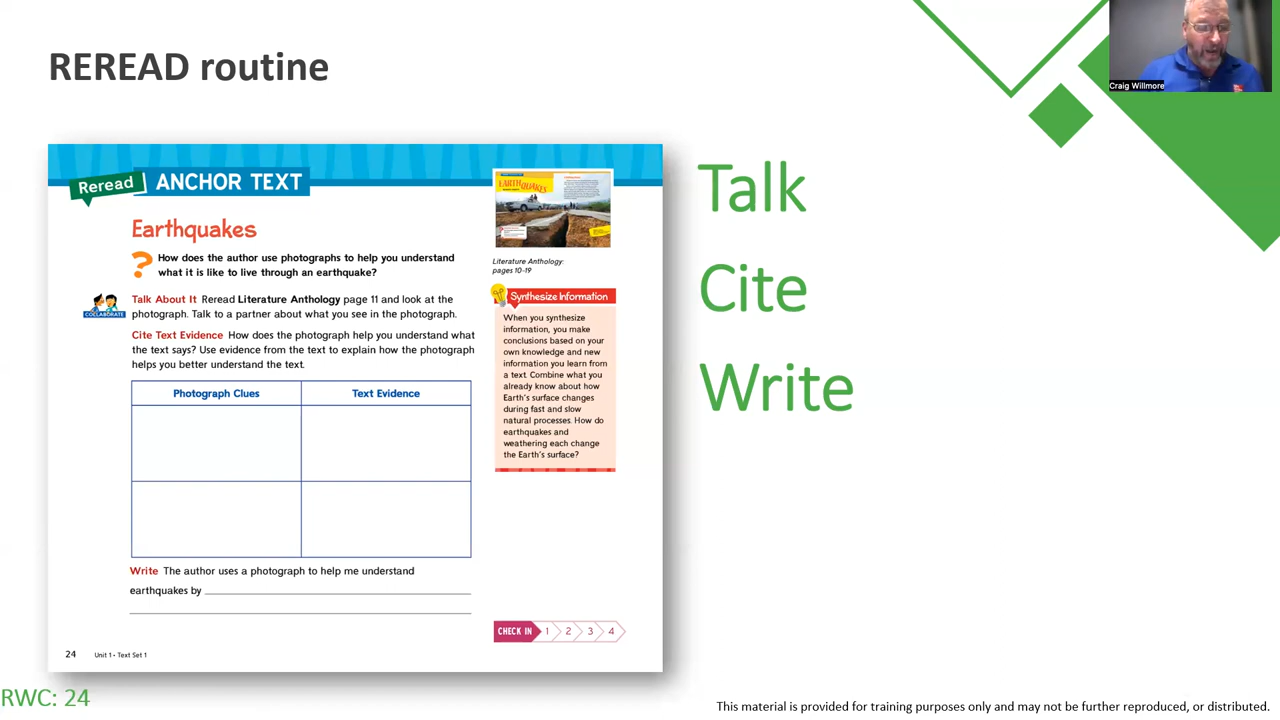 REREAD routine
Craig Willmore
Reread ANCHOR TEXT
Earthquakes
? How does the author use photographs to help you understand
what it is like to live through an earthquake?
COLLABORATE
Talk About It Reread Literature Anthology page 11 and look at the
photograph. Talk to a partner about what you see in the photograph.
Cite Text Evidence How does the photograph help you understand what
the text says? Use evidence from the text to explain how the photograph
helps you better understand the text.
Photograph Clues Text Evidence
Write The author uses a photograph to help me understand
earthquakes by
EARTHQUAKES
Literature Anthology:
pages 10-19
Synthesize Information
When you synthesize
information, you make
conclusions based on your
own knowledge and new
information you learn from
a text. Combine what you
already know about how
Earth's surface changes
during fast and slow
natural processes. How do
earthquakes and
weathering each change
the Earth's surface?
CHECK IN 1 2 3 4
24 Unit 1 • Text Set 1
Talk
Cite
Write
RWC: 24
This material is provided for training purposes only and may not be further reproduced, or distributed.